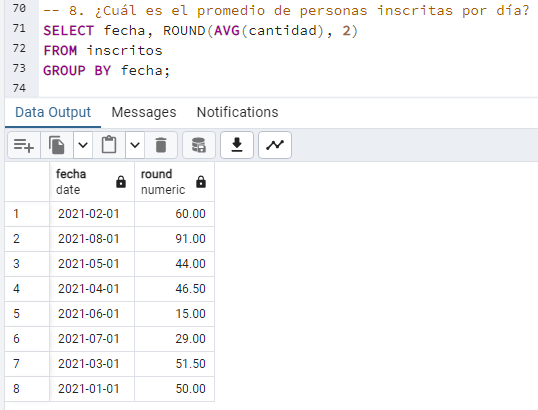 70 -- 8. ¿Cuál es el promedio de personas inscritas por día?
71 SELECT fecha, ROUND(AVG(cantidad), 2)
72 FROM inscritos
73 GROUP BY fecha;
74
Data Output Messages Notifications
fecha round
date numeric
1 2021-02-01 60.00
2 2021-08-01 91.00
3 2021-05-01 44.00
4 2021-04-01 46.50
5 2021-06-01 15.00
6 2021-07-01 29.00
7 2021-03-01 51.50
8 2021-01-01 50.00